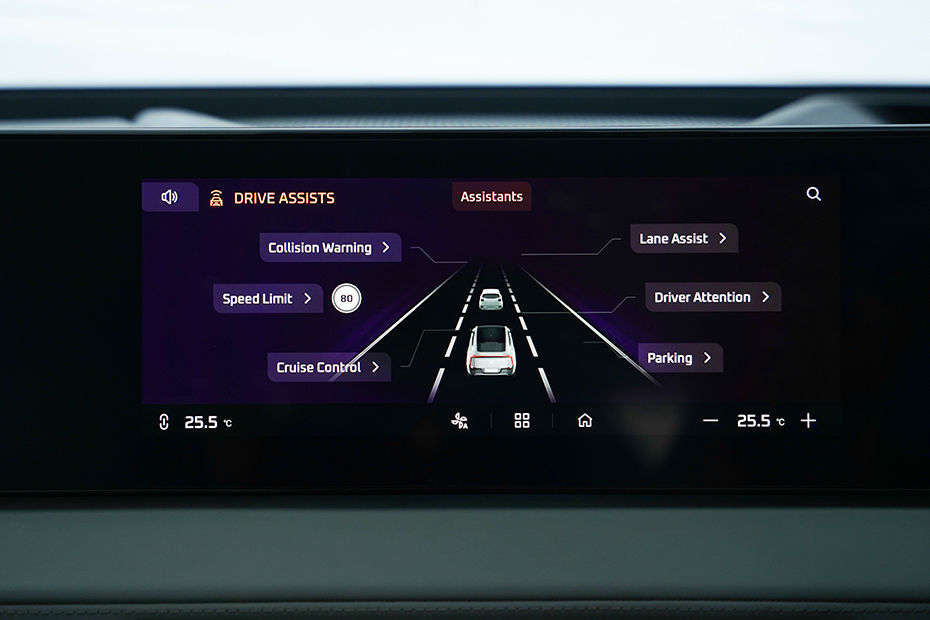 DRIVE ASSISTS
Assistants
Collision Warning
Lane Assist
Speed Limit
80
Driver Attention
Cruise Control
Parking
25.5 °C
DA
25.5 °C